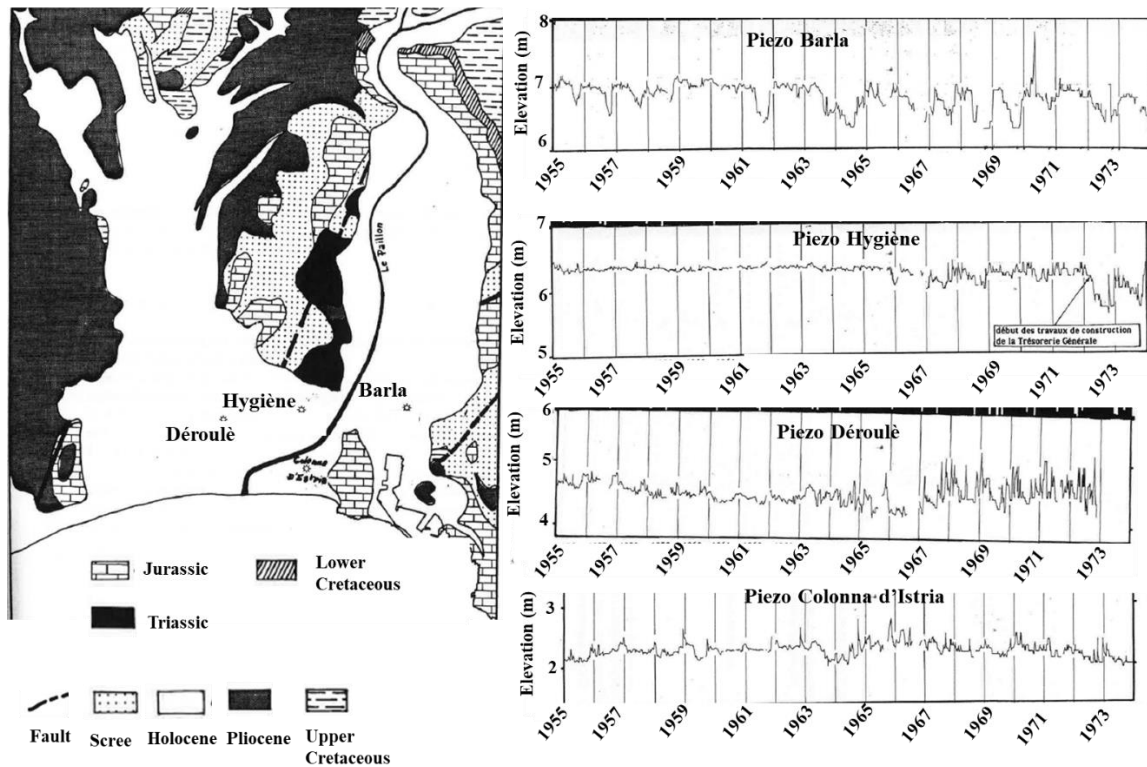 Le Paillon
Hygiène
Barla
Déroulè
Colonna
D'Istria
Jurassic
Lower
Cretaceous
Triassic
Fault
Scree
Holocene
Pliocene
Upper
Cretaceous
Piezo Barla
Elevation (m)
8
7
6
1955
1957
1959
1961
1963
1965
1967
1969
1971
1973
Piezo Hygiène
Elevation (m)
7
6
5
début des travaux de construction
de la Trésorerie Générale
1955
1957
1959
1961
1963
1965
1967
1969
1971
1973
Piezo Déroulè
Elevation (m)
6
5
4
1955
1957
1959
1961
1963
1965
1967
1969
1971
1973
Piezo Colonna d'Istria
Elevation (m)
3
2
1955
1957
1959
1961
1963
1965
1967
1969
1971
1973